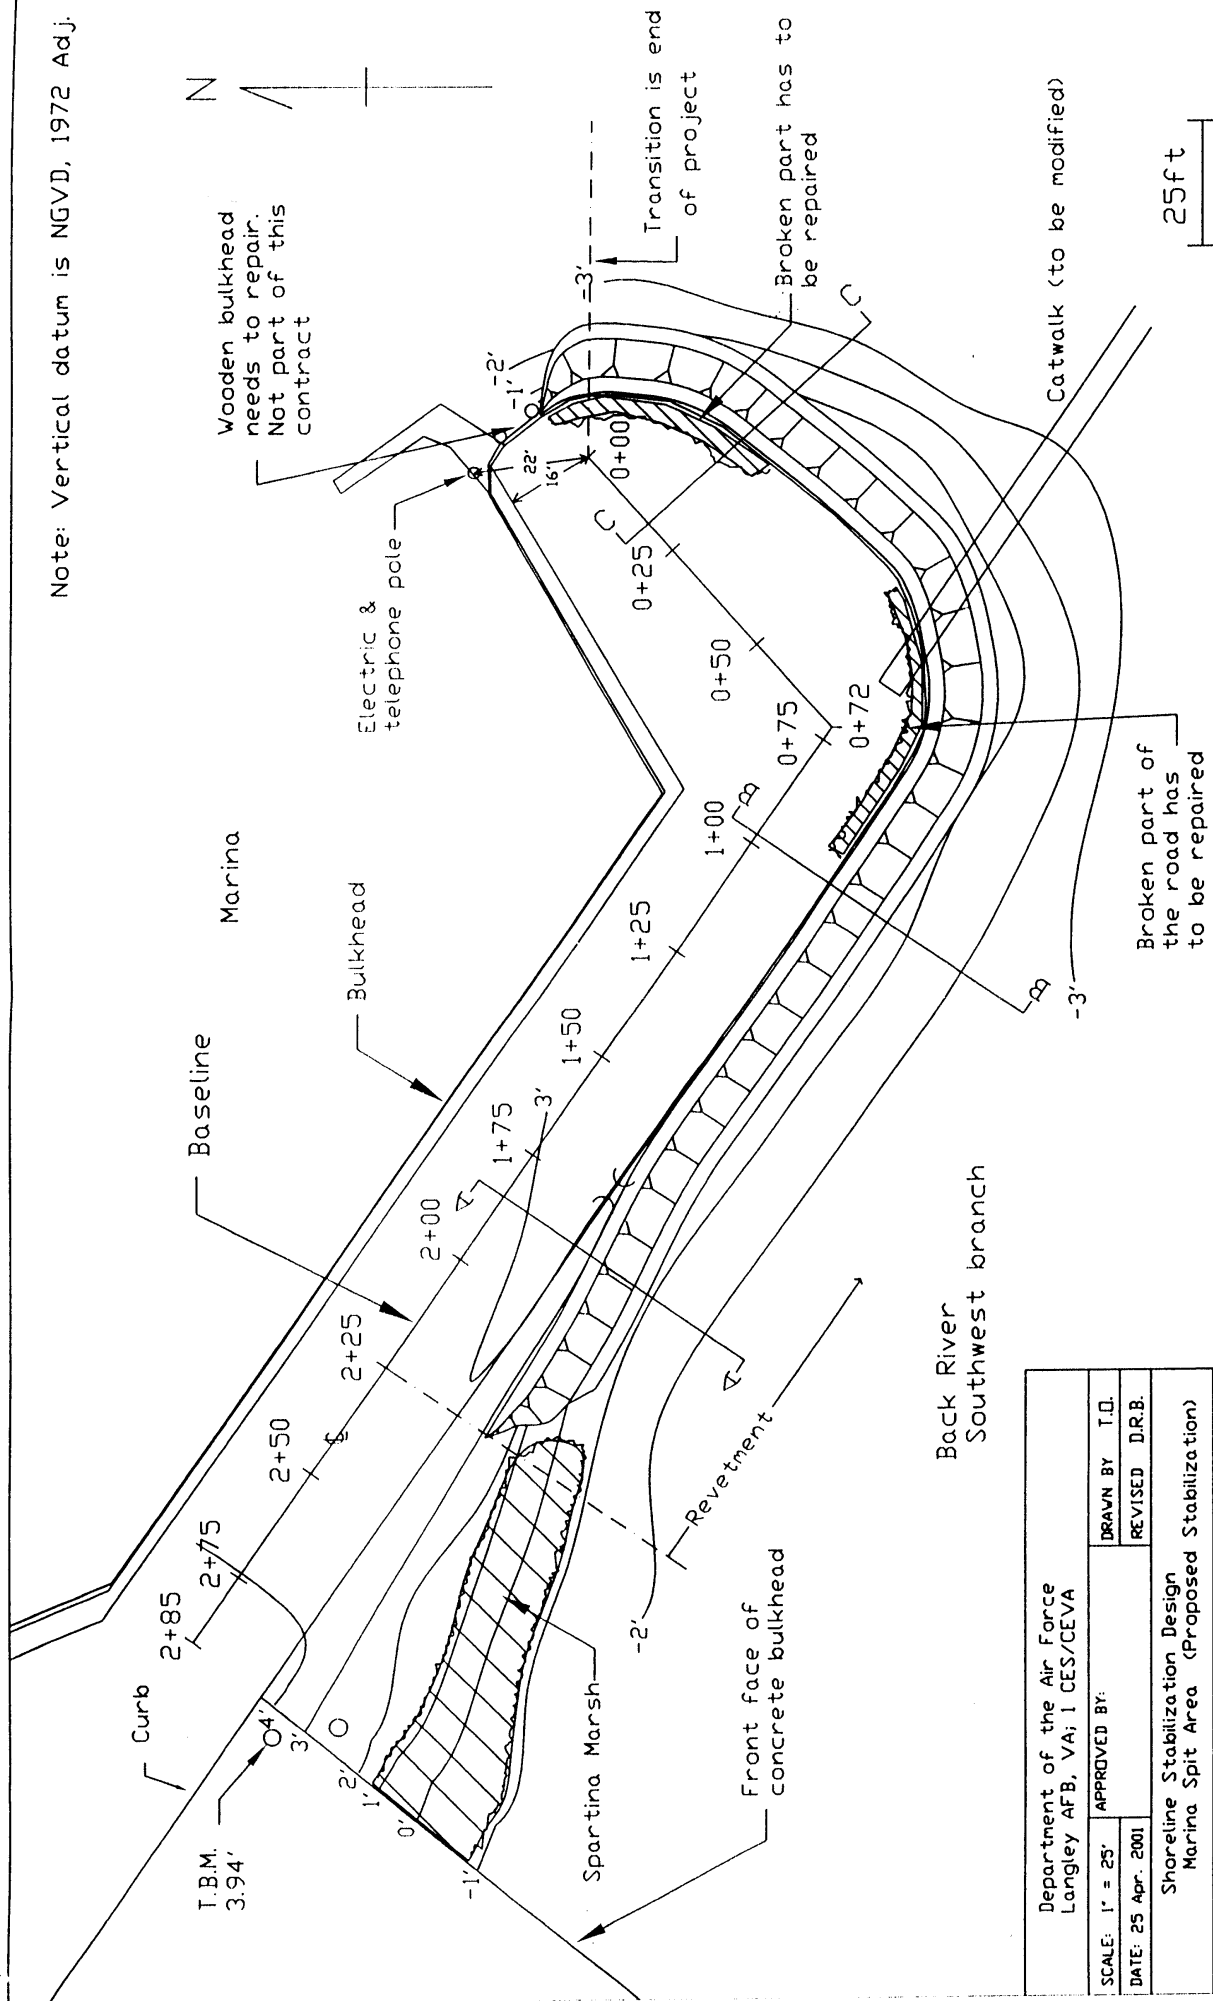 Note: Vertical datum is NGVD, 1972 Adj.
N
Wooden bulkhead
needs to repair.
Not part of this
contract
Transition is end
of project
Broken part has to
be repaired
Catwalk (to be modified)
25ft
Electric &
telephone pole
Marina
Bulkhead
Baseline
Curb
T.B.M.
3.94'
-1'
-2'
-3'
22'
16'
0+00
0+25
0+50
0+72
0+75
1+00
1+25
1+50
1+75
2+00
2+25
2+50
2+75
2+85
C
C
B
B
A
A
3'
4'
3'
2'
1'
0'
-1'
-2'
-3'
Broken part of
the road has
to be repaired
Back River
Southwest branch
Revetment
Spartina Marsh
Front face of
concrete bulkhead
Department of the Air Force
Langley AFB, VA; 1 CES/CEVA
SCALE: 1" = 25'
APPROVED BY:
DRAWN BY T.D.
DATE: 25 Apr. 2001
REVISED D.R.B.
Shoreline Stabilization Design
Marina Spit Area (Proposed Stabilization)